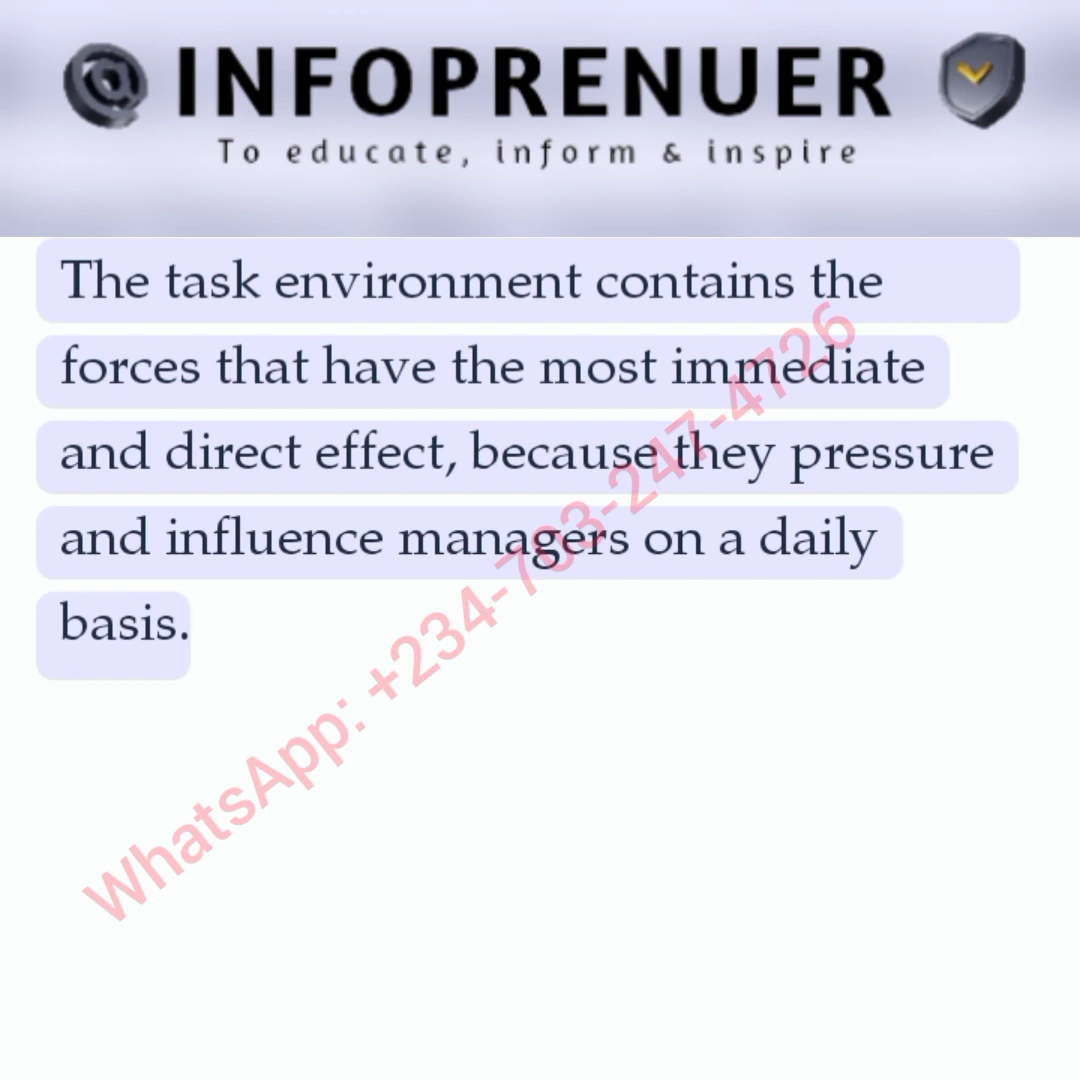 INFOPRENUER
To educate, inform & inspire
The task environment contains the
forces that have the most immediate
and direct effect, because they pressure
and influence managers on a daily
basis.
WhatsApp: +234-703-247-4726